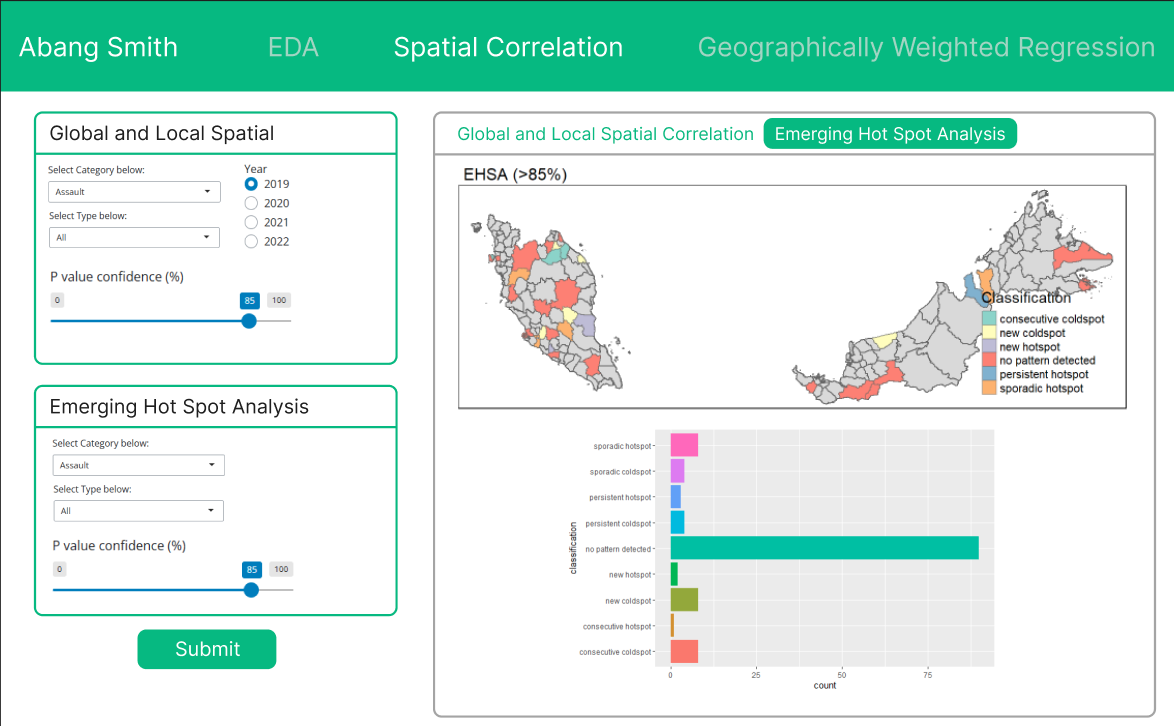 Abang Smith EDA Spatial Correlation Geographically Weighted Regression
Global and Local Spatial
Select Category below:
Assault
Select Type below:
All
Year
2019
2020
2021
2022
P value confidence (%)
0 85 100
Emerging Hot Spot Analysis
Select Category below:
Assault
Select Type below:
All
P value confidence (%)
0 85 100
Submit
Global and Local Spatial Correlation Emerging Hot Spot Analysis
EHSA (>85%)
Classification
consecutive coldspot
new coldspot
new hotspot
no pattern detected
persistent hotspot
sporadic hotspot
classification
sporadic hotspot
sporadic coldspot
persistent hotspot
persistent coldspot
no pattern detected
new hotspot
new coldspot
consecutive hotspot
consecutive coldspot
0 25 50 75
count